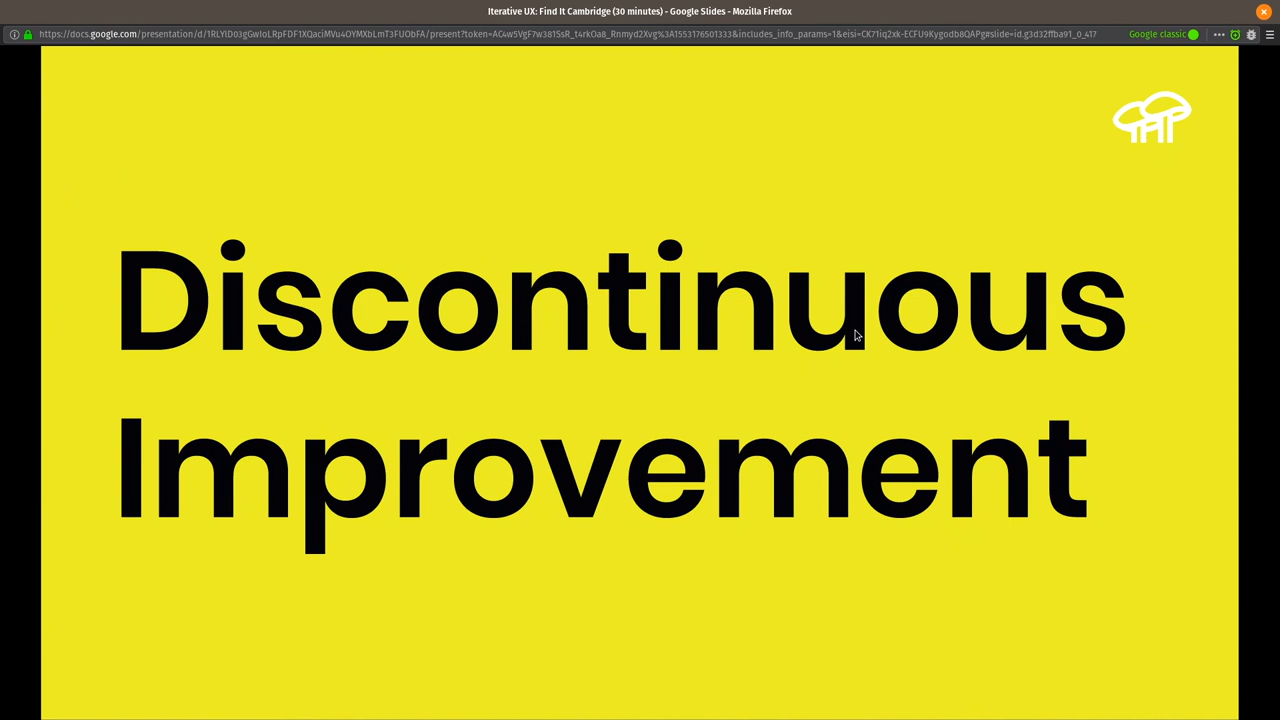 Iterative UX: Find It Cambridge (30 minutes) - Google Slides - Mozilla Firefox
Google classic
Discontinuous
Improvement